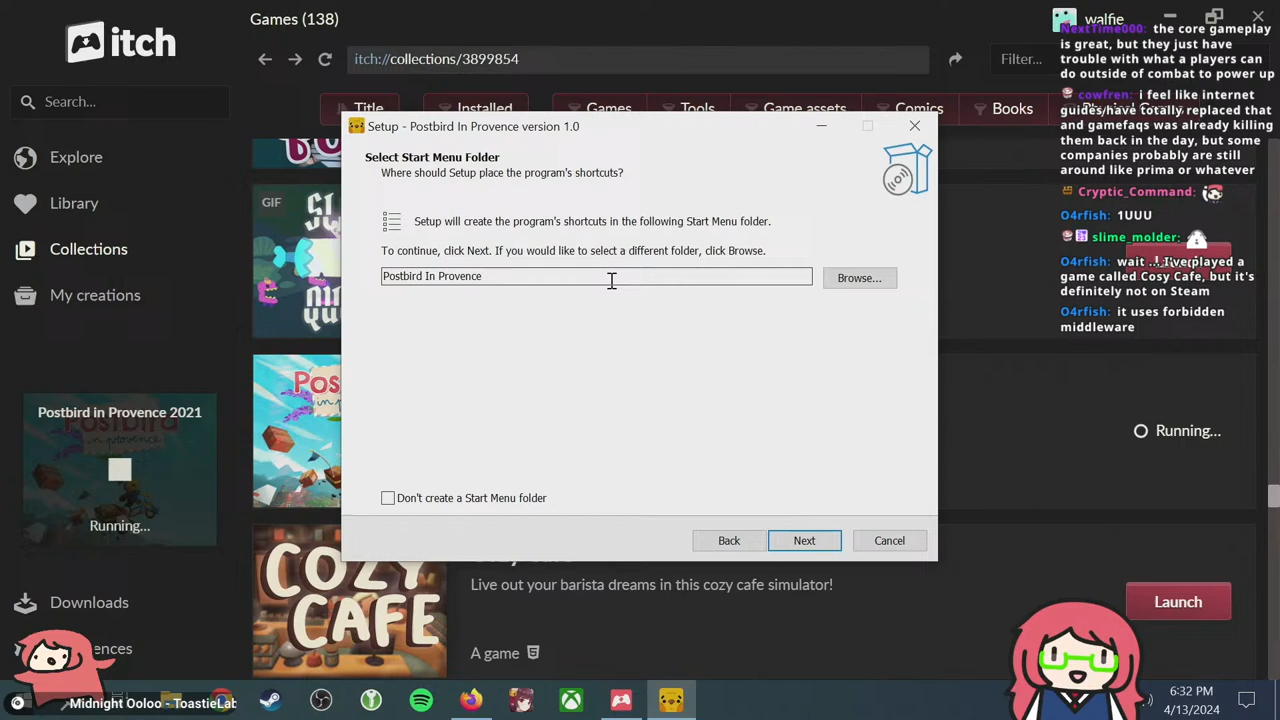 itch
Games (138)
walfie
itch://collections/3899854
Filter...
Search...
Title
Installed
Games
Tools
Game assets
Comics
Books
Explore
Library
Collections
My creations
GIF
Postbird in Provence 2021
Running...
Downloads
Setup - Postbird In Provence version 1.0
Select Start Menu Folder
Where should Setup place the program's shortcuts?
Setup will create the program's shortcuts in the following Start Menu folder.
To continue, click Next. If you would like to select a different folder, click Browse.
Postbird In Provence
Browse...
Don't create a Start Menu folder
Back
Next
Cancel
Running...
COZY
CAFE
Live out your barista dreams in this cozy cafe simulator!
A game
Launch
NextTime000: the core gameplay
is great, but they just have
trouble with what a players can
do outside of combat to power up
cowfren: i feel like internet
guides/have totally replaced that
and gamefaqs was already killing
them back in the day, but some
companies probably are still
around like prima or whatever
Cryptic_Command:
O4rfish: 1UUU
slime_molder:
O4rfish: wait ... I've played a
game called Cosy Cafe, but it's
definitely not on Steam
O4rfish: it uses forbidden
middleware
Midnight Ooloo - ToastieLab
6:32 PM
4/13/2024